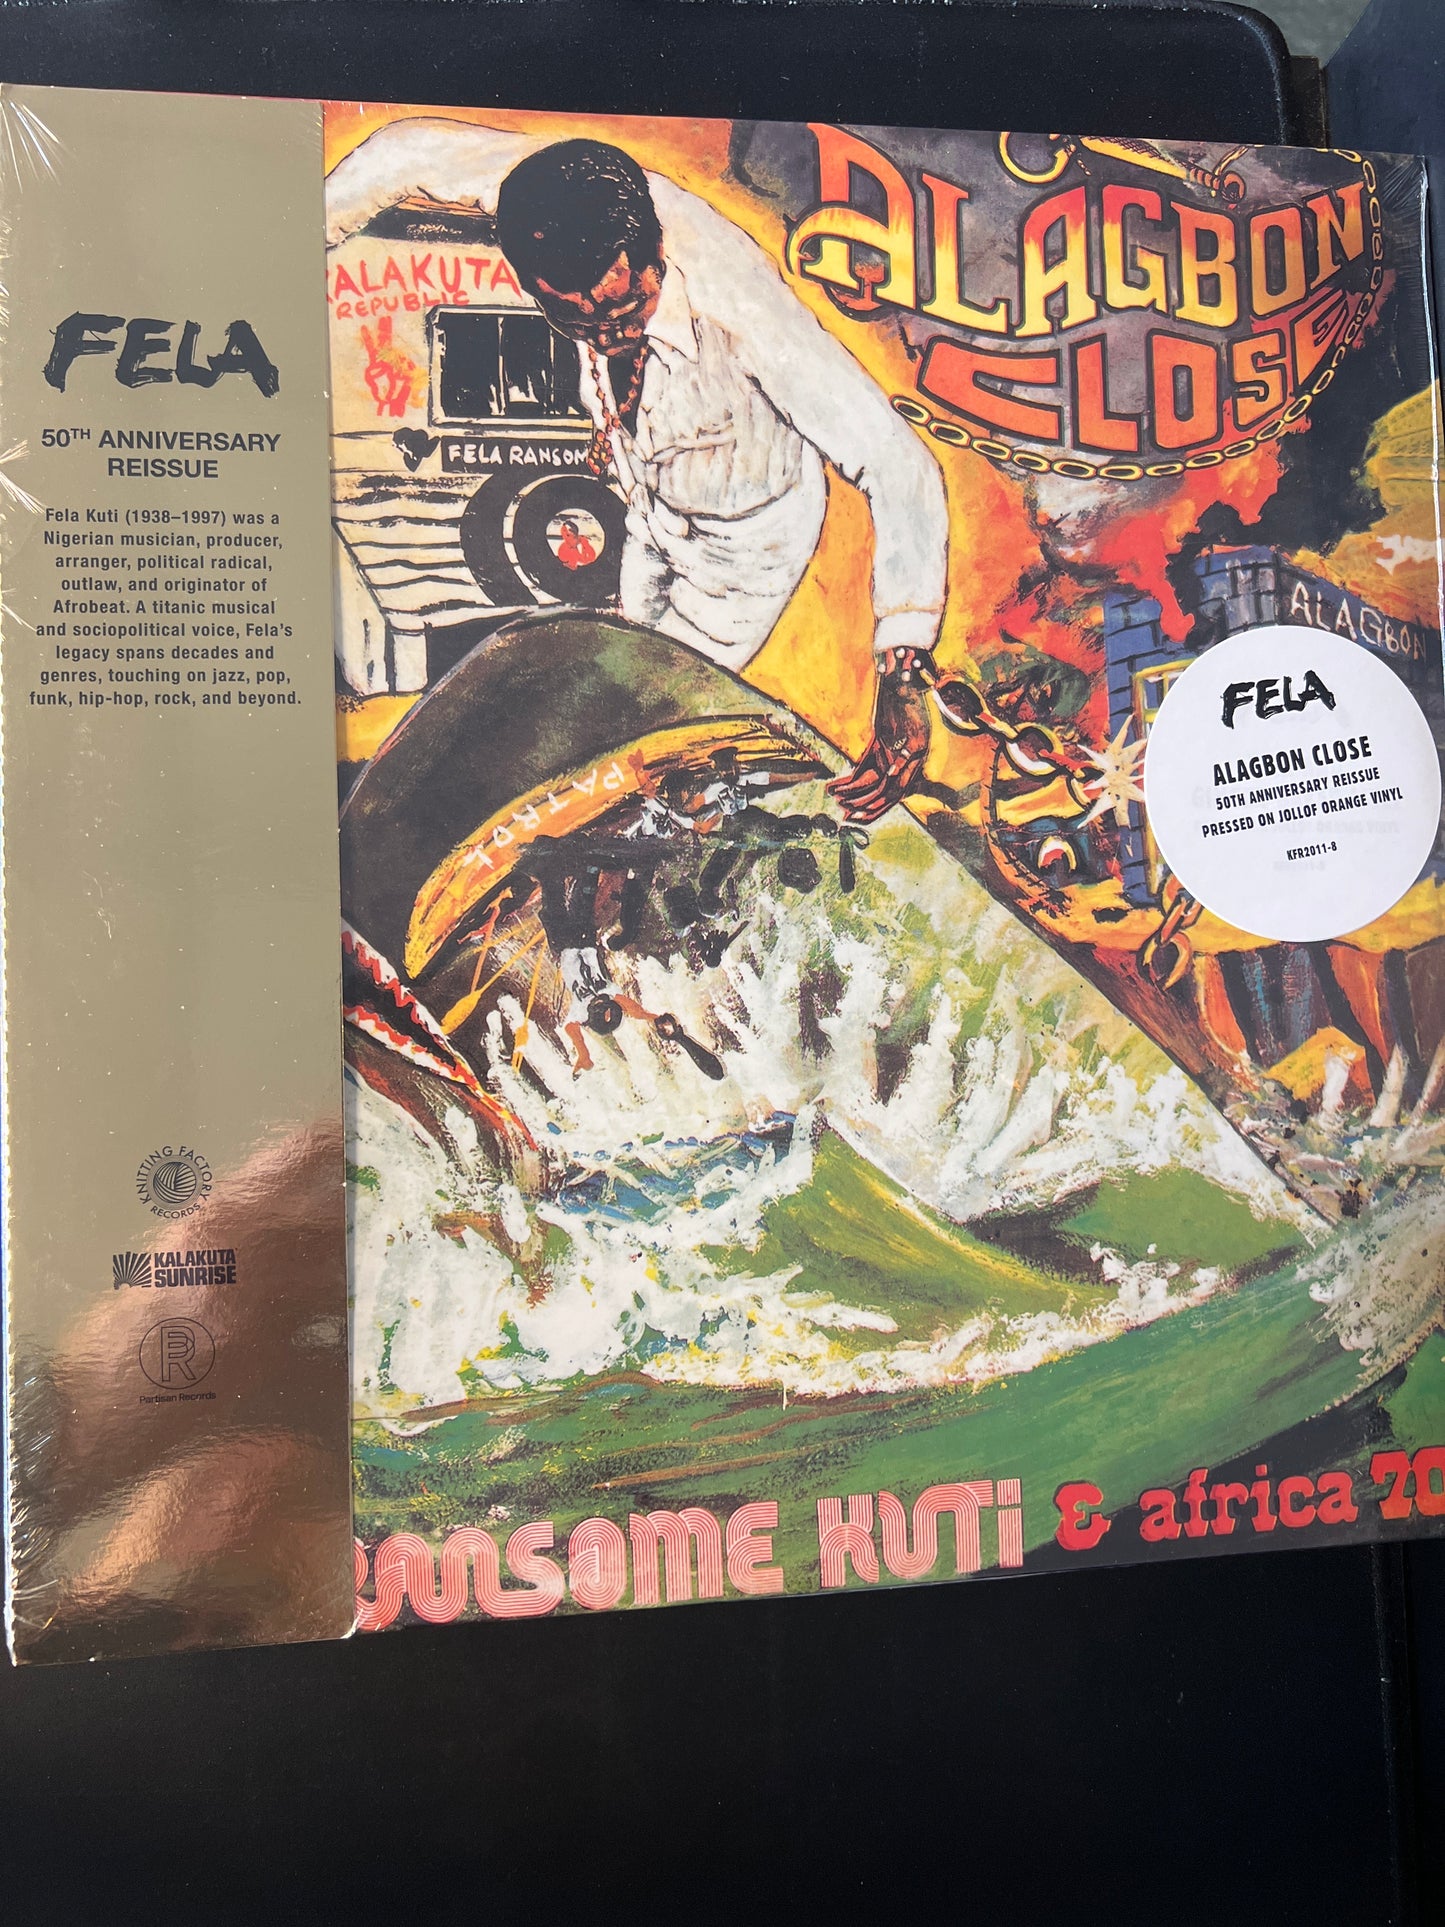 FELA
50TH ANNIVERSARY
REISSUE
Fela Kuti (1938–1997) was a
Nigerian musician, producer,
arranger, political radical,
outlaw, and originator of
Afrobeat. A titanic musical
and sociopolitical voice, Fela's
legacy spans decades and
genres, touching on jazz, pop,
funk, hip-hop, rock, and beyond.
KNITTING FACTORY
RECORDS
KALAKUTA
SUNRISE
PR
Partisan Records
ALAGBON
CLOSE
ALAKUTA
REPUBLIC
FELA RANSOM
PATROL
ALAGBON
FELA
ALAGBON CLOSE
50TH ANNIVERSARY REISSUE
PRESSED ON JOLLOF ORANGE VINYL
KFR2011-8
RANSOME KUTI & africa 70